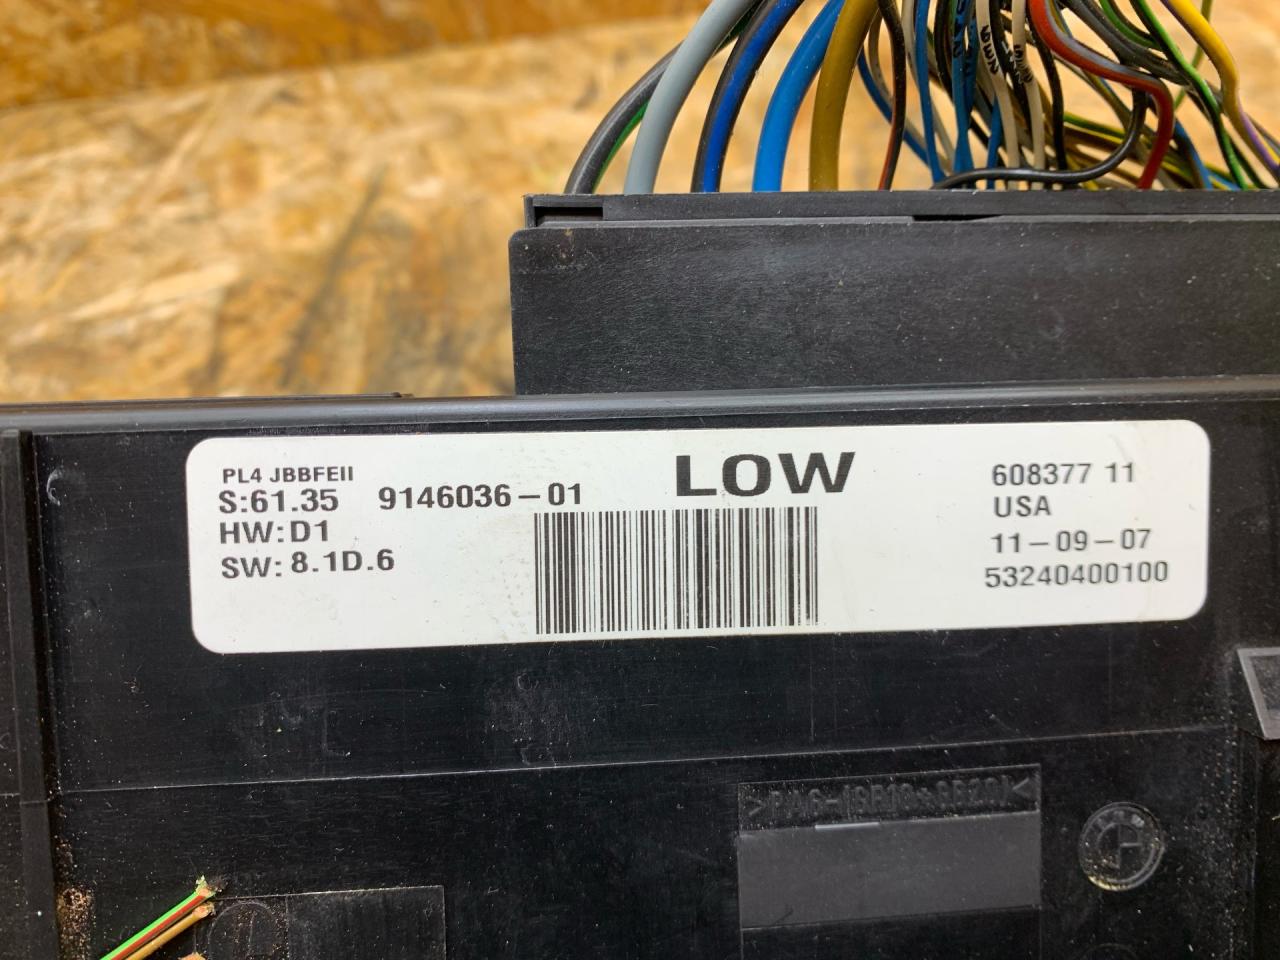 PL4 JBBFEII
S:61.35 9146036-01
HW:D1
SW: 8.1D.6
LOW
608377 11
USA
11-09-07
53240400100